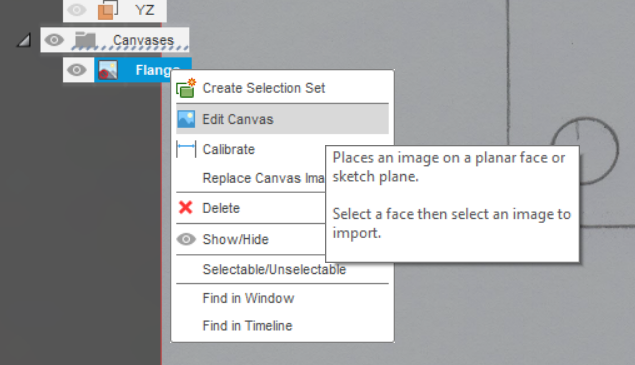 YZ
Canvases
Flange
Create Selection Set
Edit Canvas
Calibrate
Replace Canvas Ima
Delete
Show/Hide
Selectable/Unselectable
Find in Window
Find in Timeline
Places an image on a planar face or
sketch plane.
Select a face then select an image to
import.